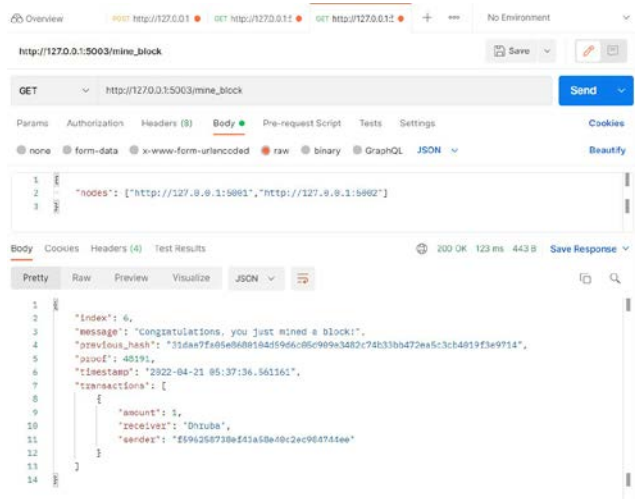 Overview
POST http://127.0.0.1
GET http://127.0.0.1:5
GET http://127.0.0.1:5
No Environment
http://127.0.0.1:5003/mine_block
Save
GET
http://127.0.0.1:5003/mine_block
Send
Params Authorization Headers (8) Body Pre-request Script Tests Settings Cookies
none form-data x-www-form-urlencoded raw binary GraphQL JSON Beautify
1 {
2 "nodes": ["http://127.0.0.1:5001","http://127.0.0.1:5002"]
3 }
Body Cookies Headers (4) Test Results 200 OK 123 ms 443 B Save Response
Pretty Raw Preview Visualize JSON
1 {
2 "index": 6,
3 "message": "Congratulations, you just mined a block!",
4 "previous_hash":
5 "proof": 48191,
6 "timestamp": "2022-04-21 05:37:36.561161",
7 "transactions": [
8 {
9 "amount": 1,
10 "receiver": "Dhruba",
11 "sender":
12 }
13 ]
14 }